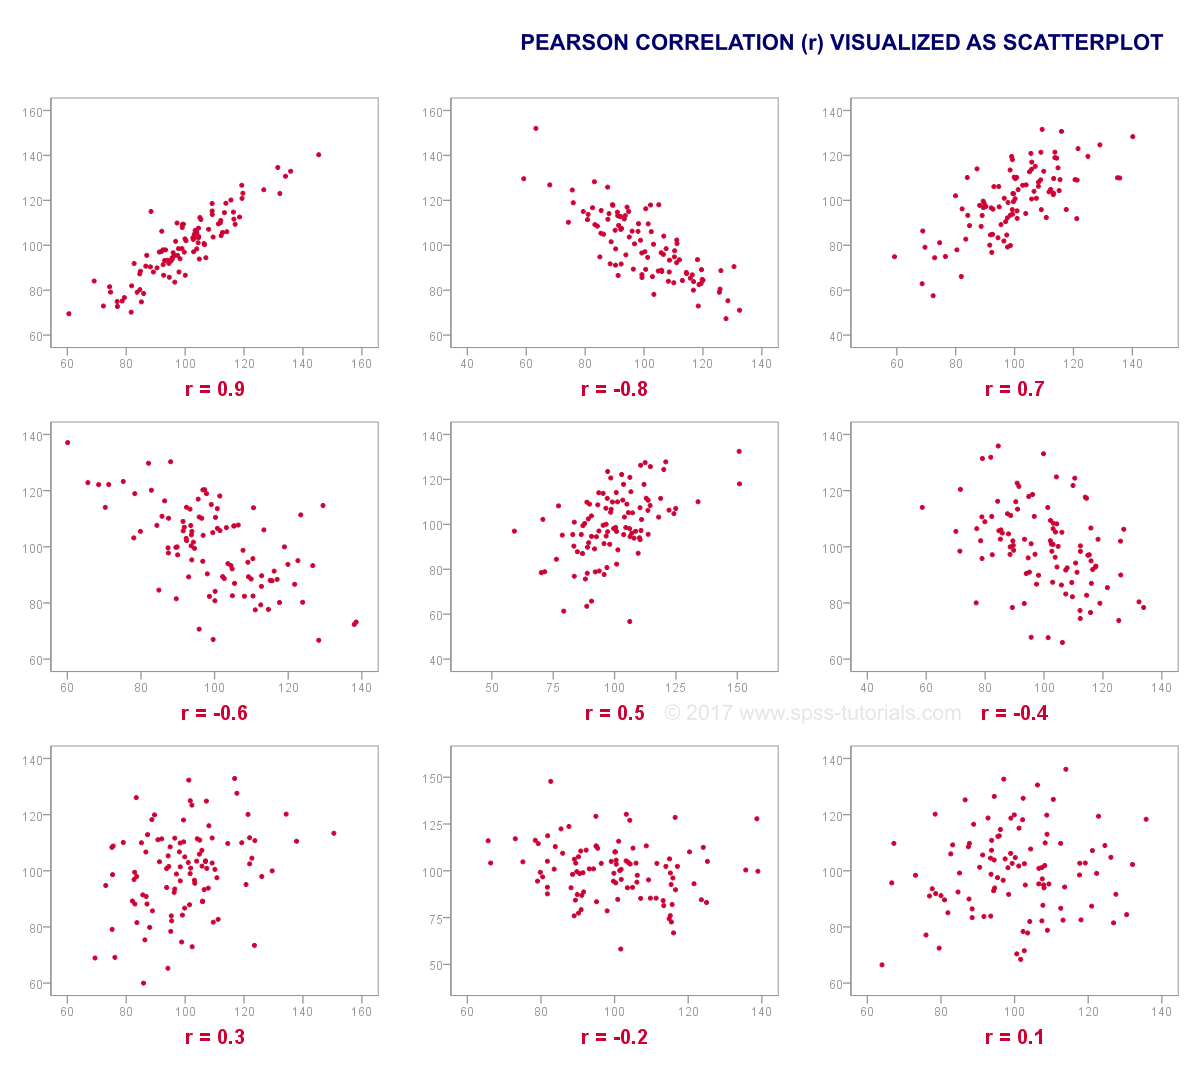 PEARSON CORRELATION (r) VISUALIZED AS SCATTERPLOT
160
140
120
100
80
60
60 80 100 120 140 160
r = 0.9
160
140
120
100
80
60
40 60 80 100 120 140
r = -0.8
140
120
100
80
60
40
60 80 100 120 140
r = 0.7
140
120
100
80
60
60 80 100 120 140
r = -0.6
140
120
100
80
60
40
50 75 100 125 150
r = 0.5
140
120
100
80
60
40 60 80 100 120 140
r = -0.4
© 2017 www.spss-tutorials.com
140
120
100
80
60
60 80 100 120 140 160
r = 0.3
150
125
100
75
50
60 80 100 120 140
r = -0.2
140
120
100
80
60
60 80 100 120 140
r = 0.1